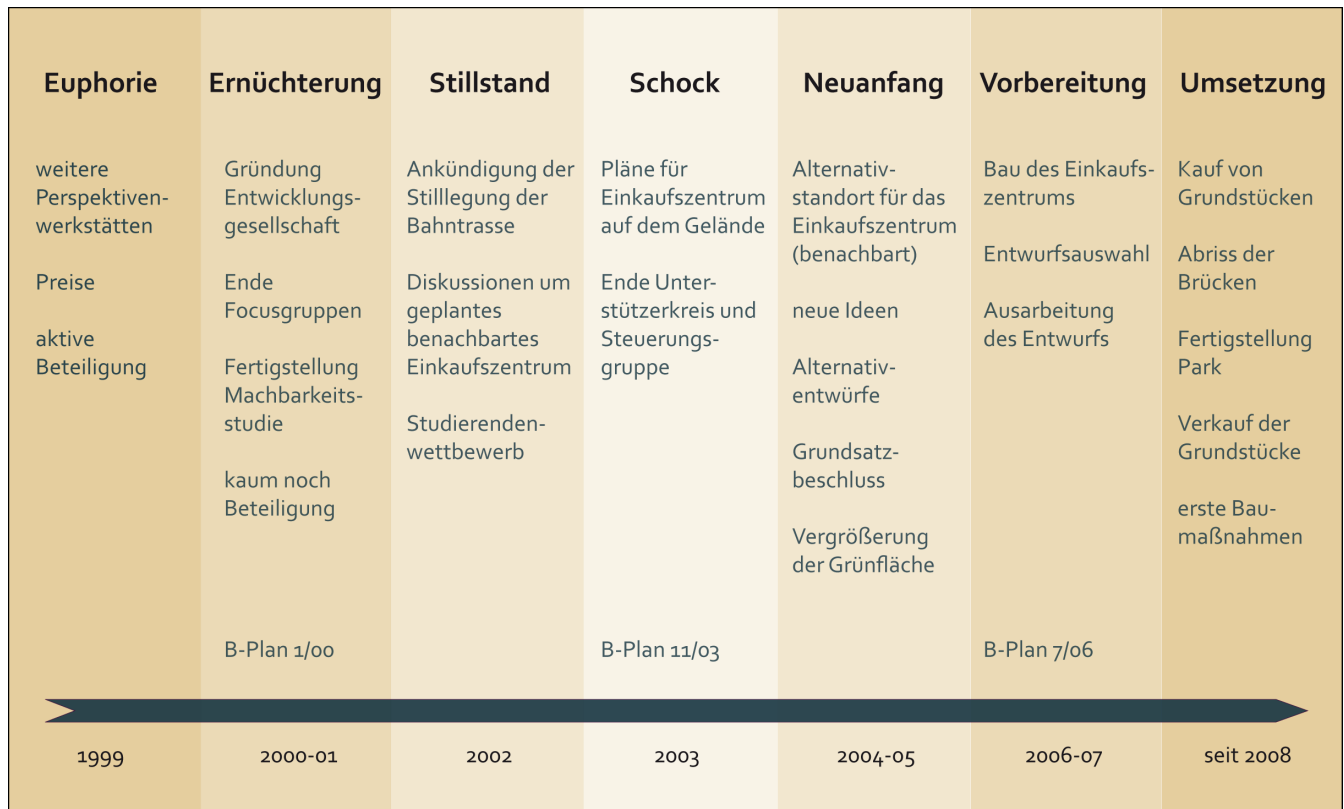 Euphorie
weitere
Perspektiven-
werkstätten
Preise
aktive
Beteiligung
1999
Ernüchterung
Gründung
Entwicklungs-
gesellschaft
Ende
Focusgruppen
Fertigstellung
Machbarkeits-
studie
kaum noch
Beteiligung
B-Plan 1/00
2000-01
Stillstand
Ankündigung der
Stilllegung der
Bahntrasse
Diskussionen um
geplantes
benachbartes
Einkaufszentrum
Studierenden-
wettbewerb
2002
Schock
Pläne für
Einkaufszentrum
auf dem Gelände
Ende Unter-
stützerkreis und
Steuerungs-
gruppe
B-Plan 11/03
2003
Neuanfang
Alternativ-
standort für das
Einkaufszentrum
(benachbart)
neue Ideen
Alternativ-
entwürfe
Grundsatz-
beschluss
Vergrößerung
der Grünfläche
2004-05
Vorbereitung
Bau des Einkaufs-
zentrums
Entwurfsauswahl
Ausarbeitung
des Entwurfs
B-Plan 7/06
2006-07
Umsetzung
Kauf von
Grundstücken
Abriss der
Brücken
Fertigstellung
Park
Verkauf der
Grundstücke
erste Bau-
maßnahmen
seit 2008